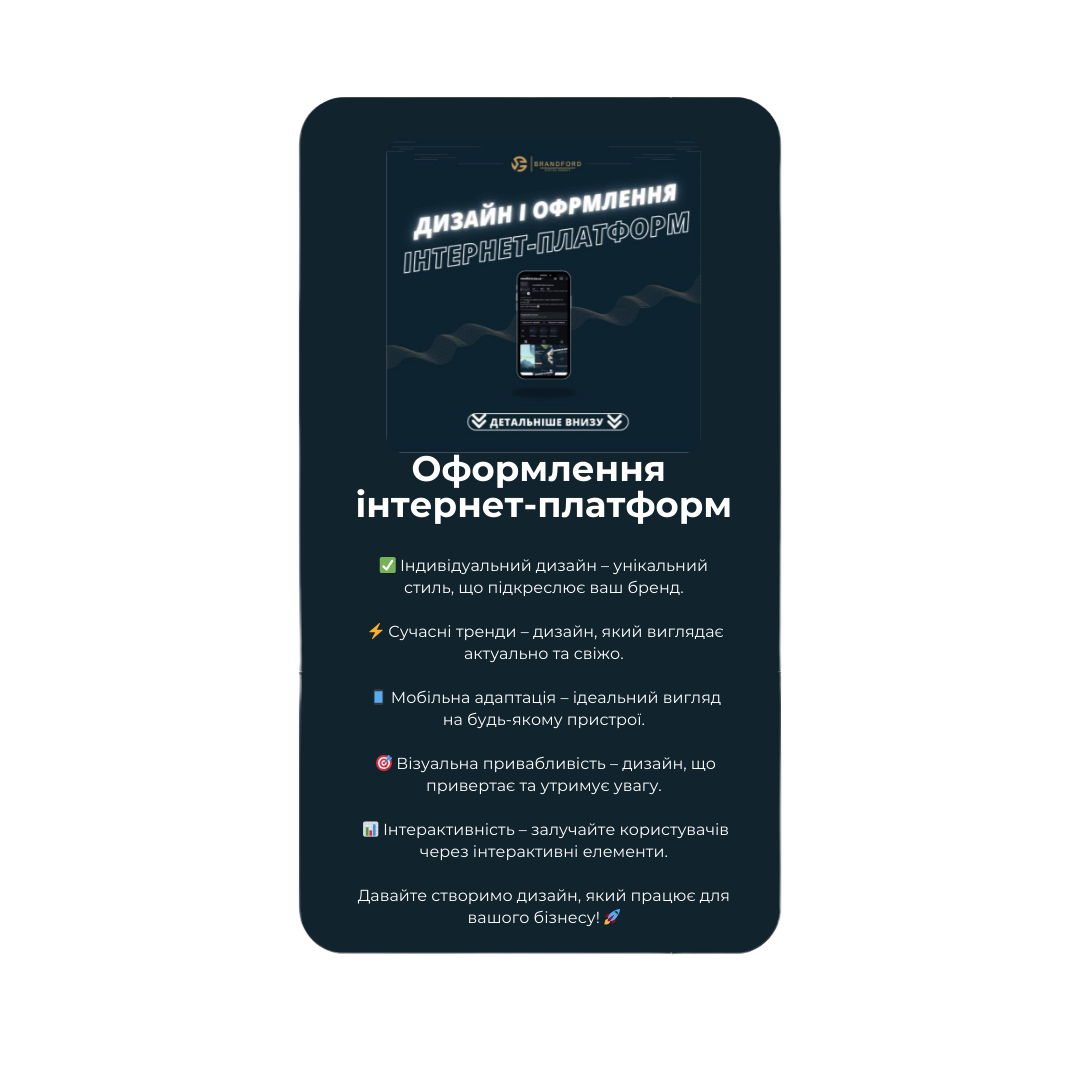 BRANDFORD
ДИЗАЙН І ОФРМЛЕННЯ
ІНТЕРНЕТ-ПЛАТФОРМ
ДЕТАЛЬНІШЕ ВНИЗУ
Оформлення
інтернет-платформ
✅ Індивідуальний дизайн – унікальний
стиль, що підкреслює ваш бренд.
⚡ Сучасні тренди – дизайн, який виглядає
актуально та свіжо.
📱 Мобільна адаптація – ідеальний вигляд
на будь-якому пристрої.
🎯 Візуальна привабливість – дизайн, що
привертає та утримує увагу.
📊 Інтерактивність – залучайте користувачів
через інтерактивні елементи.
Давайте створимо дизайн, який працює для
вашого бізнесу! 🚀